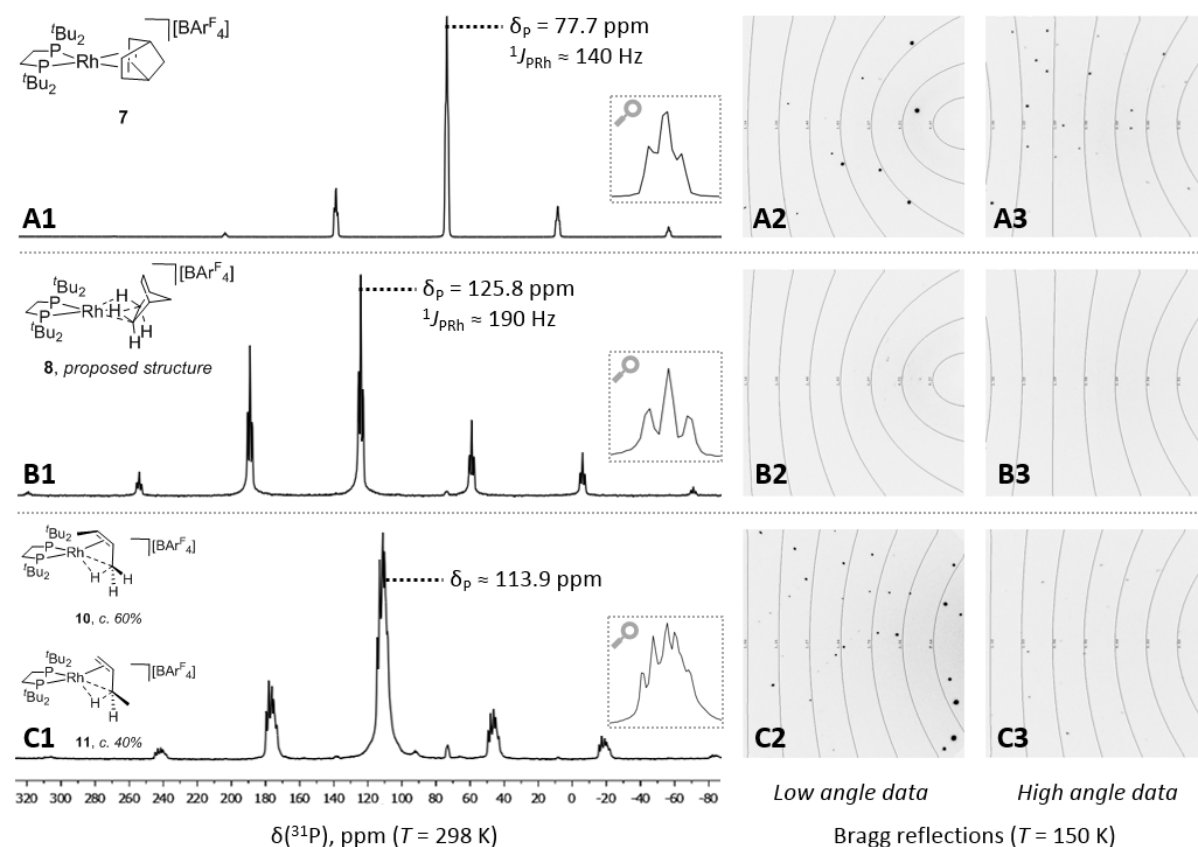 ᵗBu₂
P
Rh
P
ᵗBu₂
[BArF₄]
7
δP = 77.7 ppm
¹JPRh ≈ 140 Hz
A1
A2
A3
ᵗBu₂
P
Rh
P
ᵗBu₂
H
H
H
H
[BArF₄]
8, proposed structure
δP = 125.8 ppm
¹JPRh ≈ 190 Hz
B1
B2
B3
ᵗBu₂
P
Rh
P
ᵗBu₂
H
H
H
[BArF₄]
10, c. 60%
ᵗBu₂
P
Rh
P
ᵗBu₂
H
H
[BArF₄]
11, c. 40%
δP ≈ 113.9 ppm
C1
C2
C3
320 300 280 260 240 220 200 180 160 140 120 100 80 60 40 20 0 -20 -40 -60 -80
Low angle data
High angle data
δ(³¹P), ppm (T = 298 K)
Bragg reflections (T = 150 K)